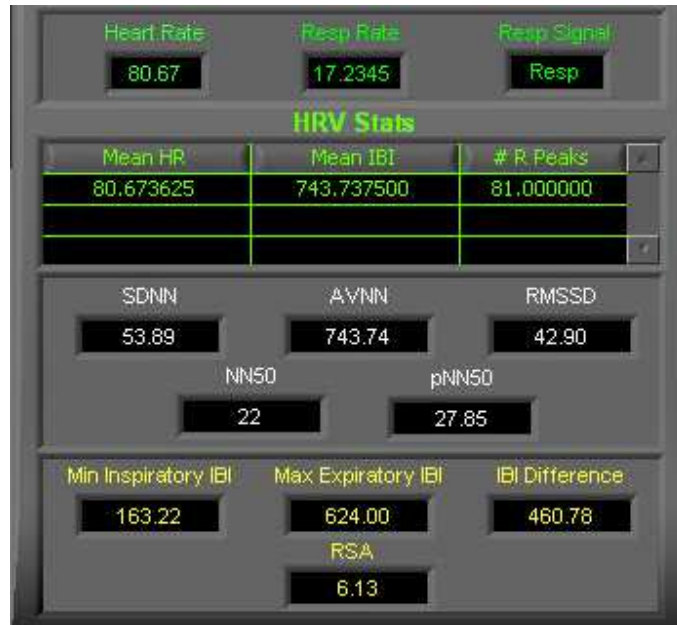 Heart Rate Resp Rate Resp Signal
80.67 17.2345 Resp
HRV Stats
Mean HR Mean IBI # R Peaks
80.673625 743.737500 81.000000
SDNN AVNN RMSSD
53.89 743.74 42.90
NN50 pNN50
22 27.85
Min Inspiratory IBI Max Expiratory IBI IBI Difference
163.22 624.00 460.78
RSA
6.13